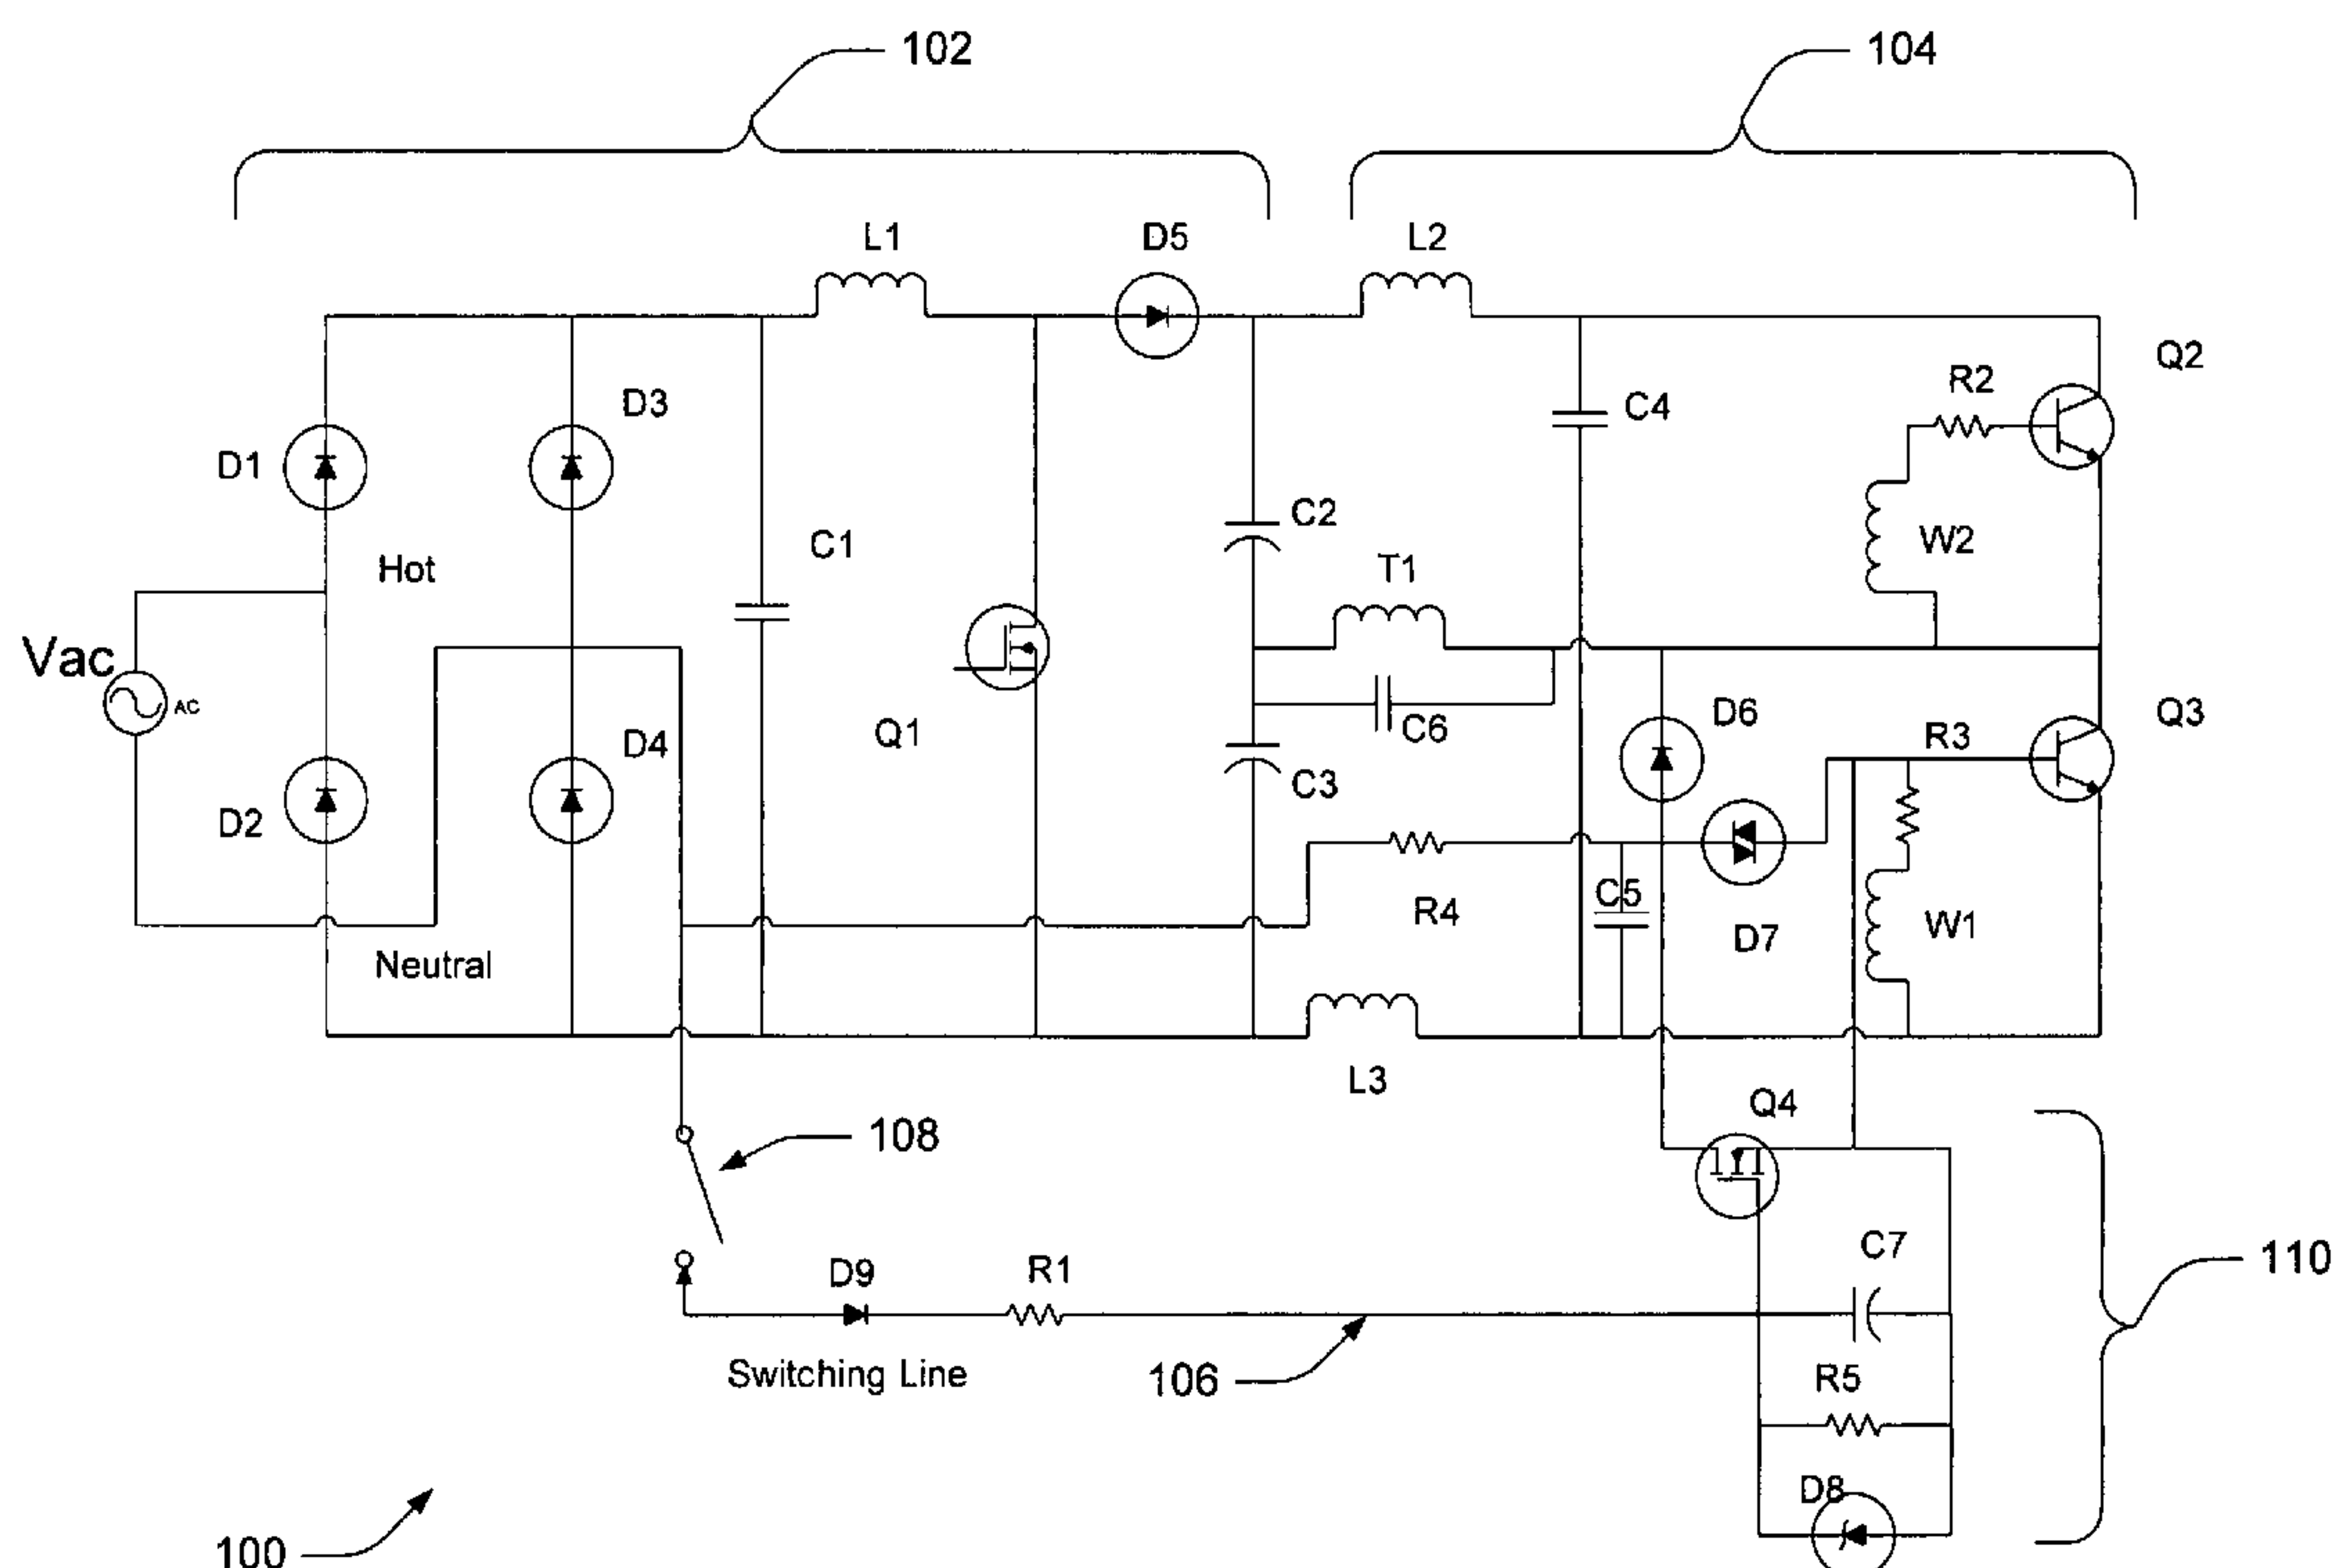 102
104
L1
D5
L2
Q2
R2
D3
C4
D1
C2
C1
W2
Hot
T1
Vac
AC
D6
Q3
Q1
D4
C6
R3
C3
D2
C5
R4
W1
D7
Neutral
L3
Q4
108
C7
110
D9
R1
Switching Line
106
R5
D8
100